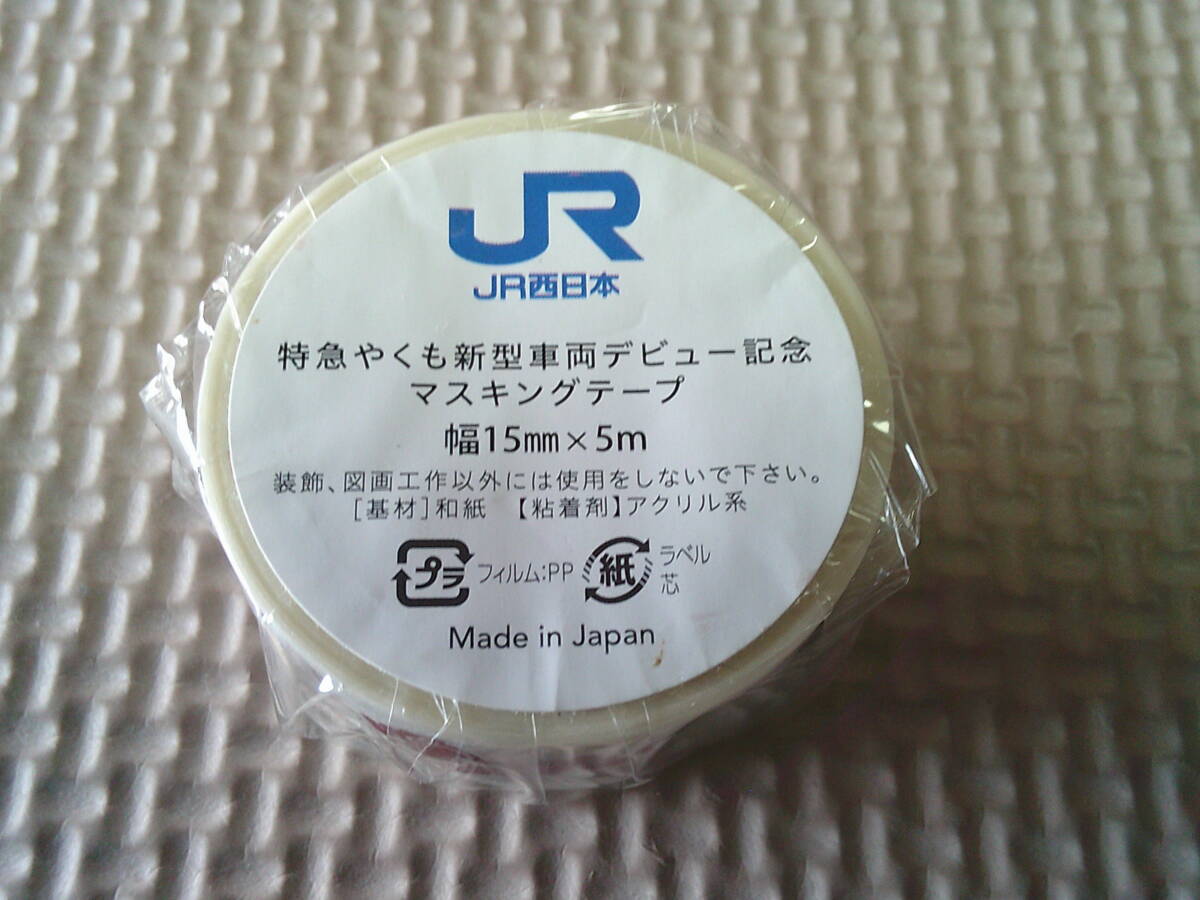 JR
JR西日本
特急やくも新型車両デビュー記念
マスキングテープ
幅15㎜×5m
装飾、図画工作以外には使用をしないで下さい。
[基材]和紙 【粘着剤】アクリル系
プラ フィルム:PP 紙 ラベル
芯
Made in Japan